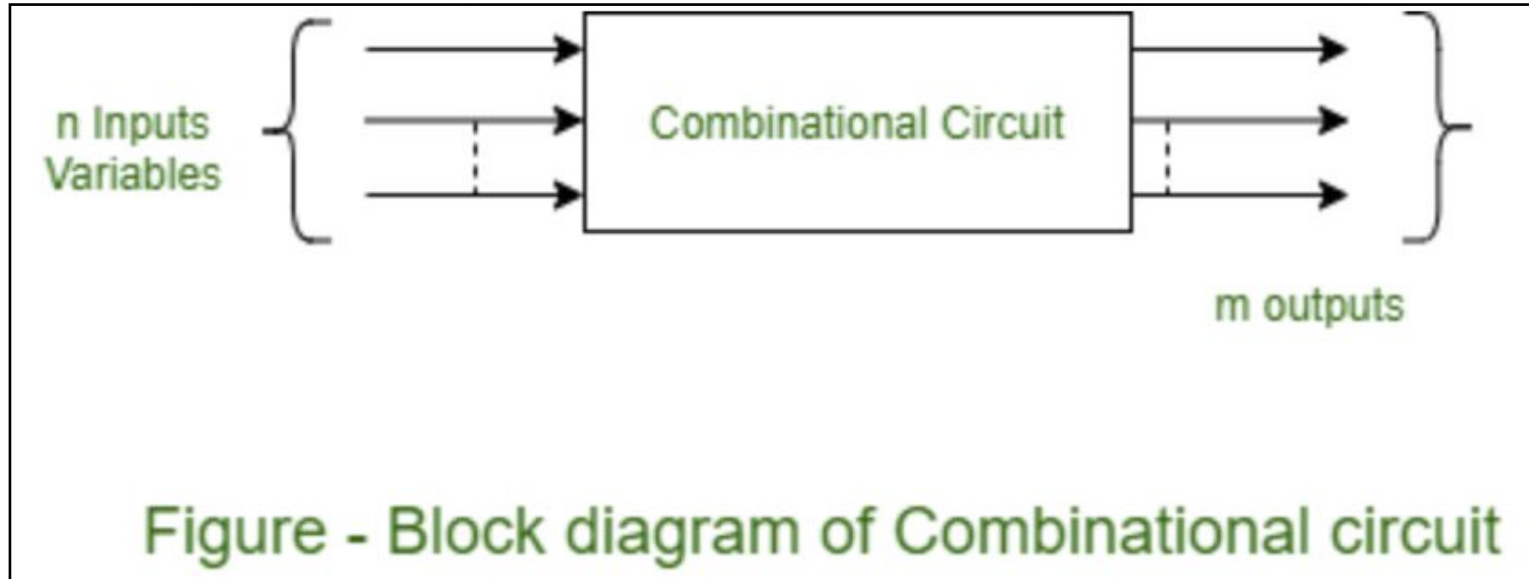 n Inputs
Variables
Combinational Circuit
m outputs
Figure - Block diagram of Combinational circuit